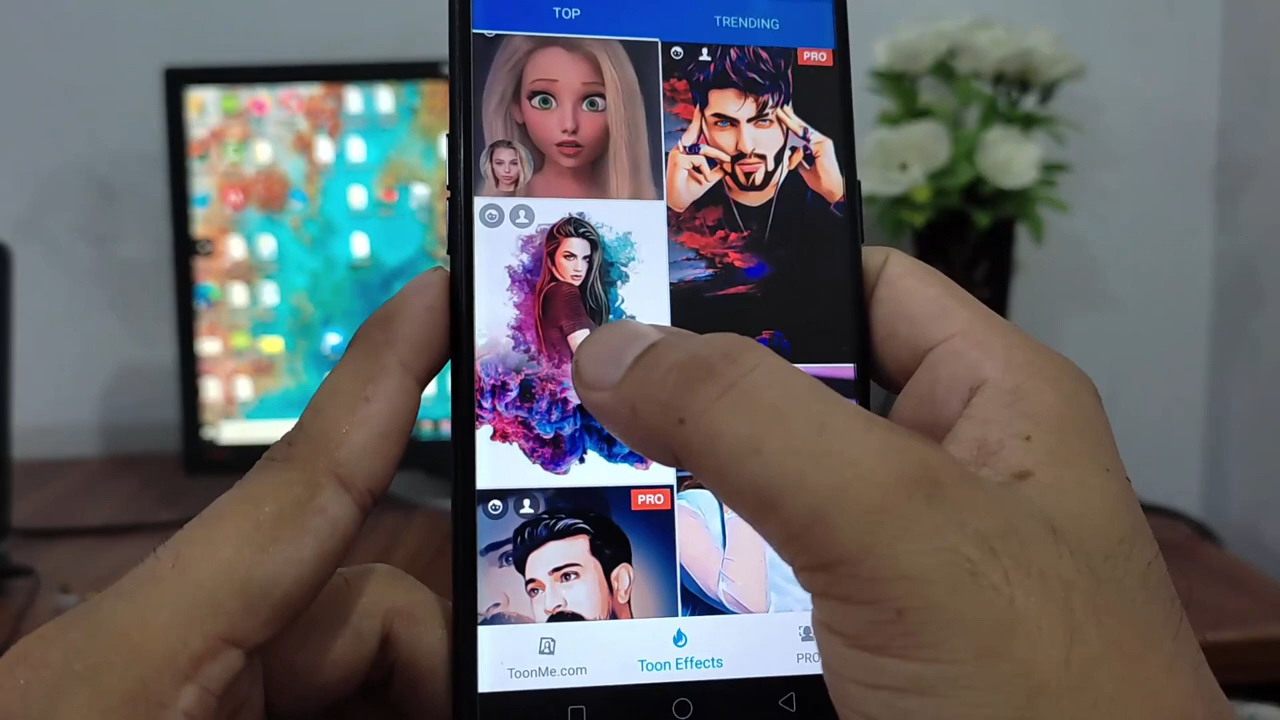 TOP
TRENDING
PRO
PRO
ToonMe.com
Toon Effects
PRO